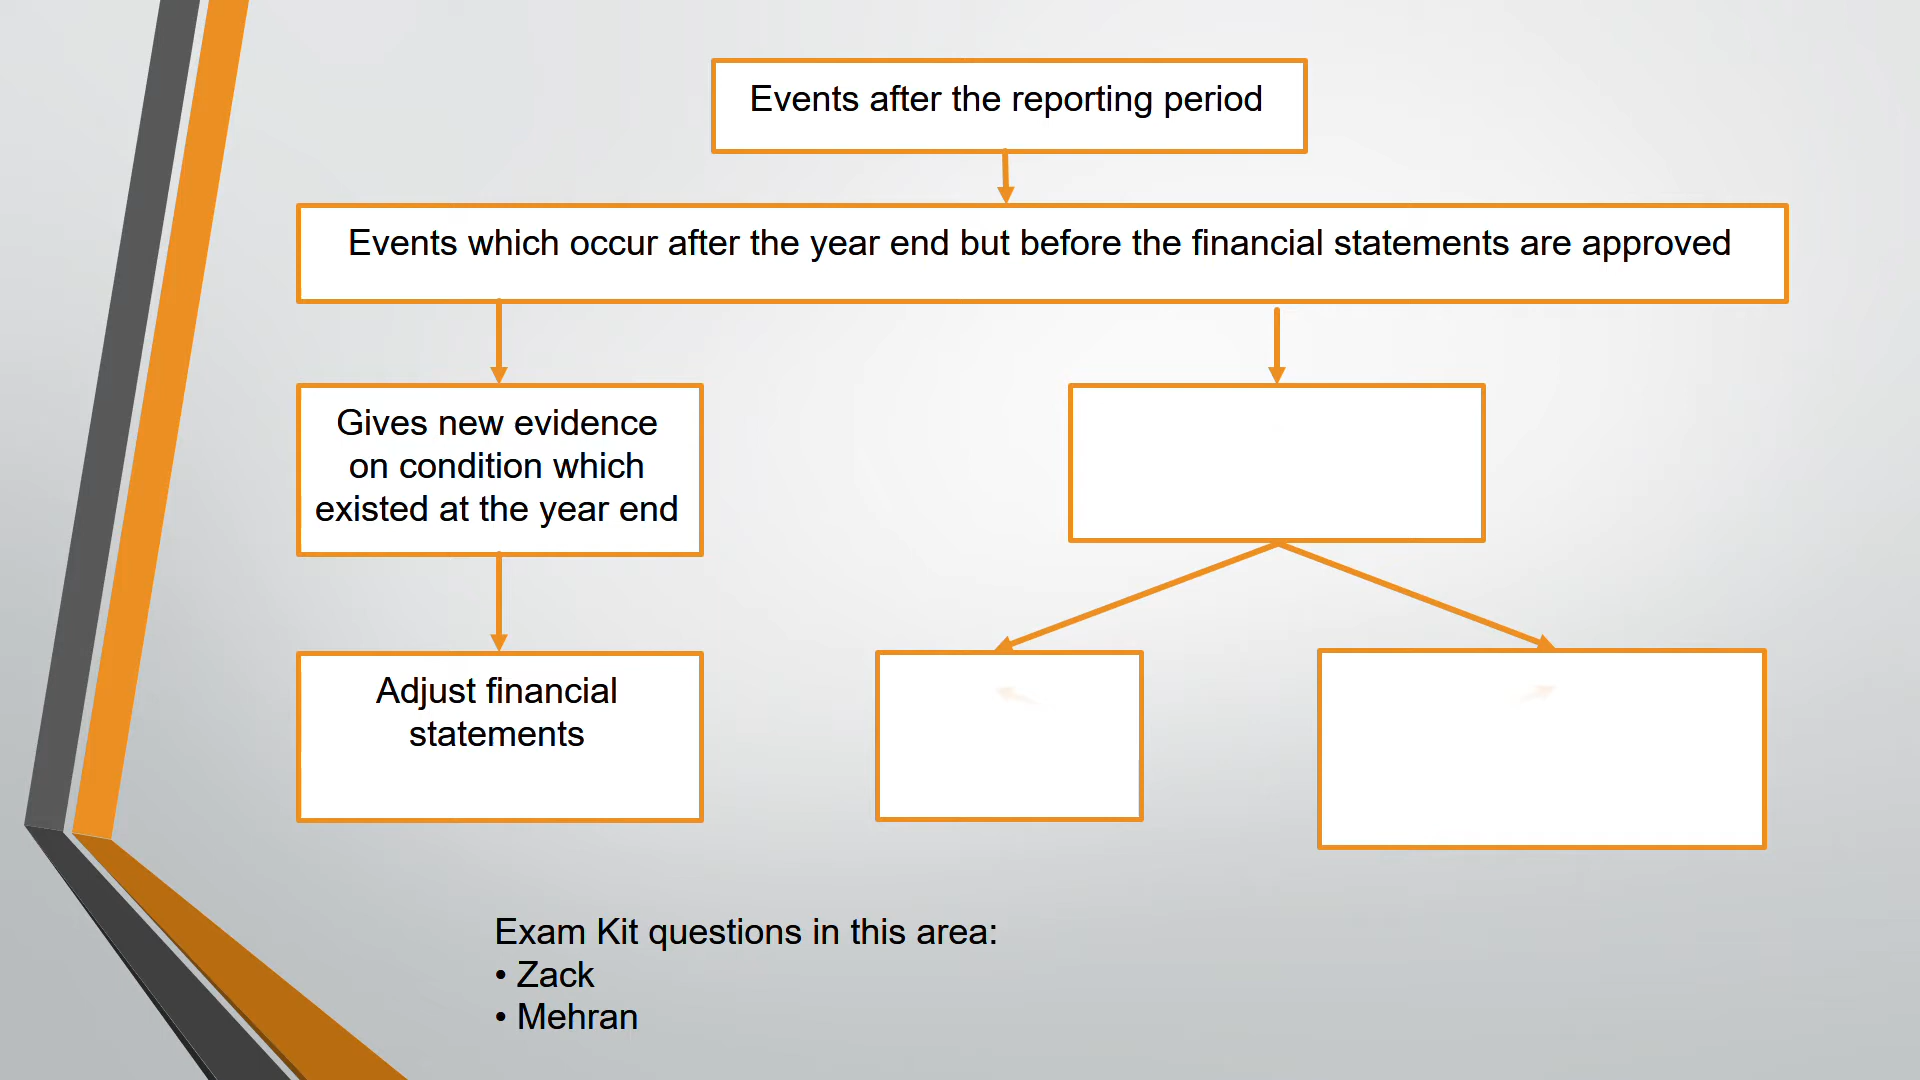 Events after the reporting period
Events which occur after the year end but before the financial statements are approved
Gives new evidence
on condition which
existed at the year end
Adjust financial
statements
Exam Kit questions in this area:
• Zack
• Mehran